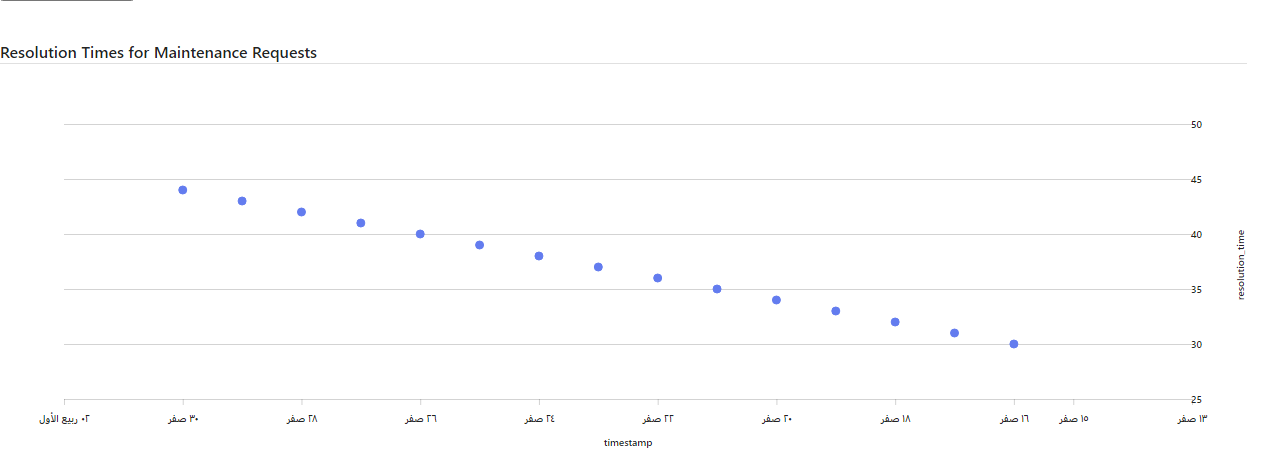 Resolution Times for Maintenance Requests
50
45
40
35
30
25
resolution_time
٠٢ ربيع الأول
٣٠ صفر
٢٨ صفر
٢٦ صفر
٢٤ صفر
٢٢ صفر
٢٠ صفر
١٨ صفر
١٦ صفر
١٥ صفر
١٣ صفر
timestamp